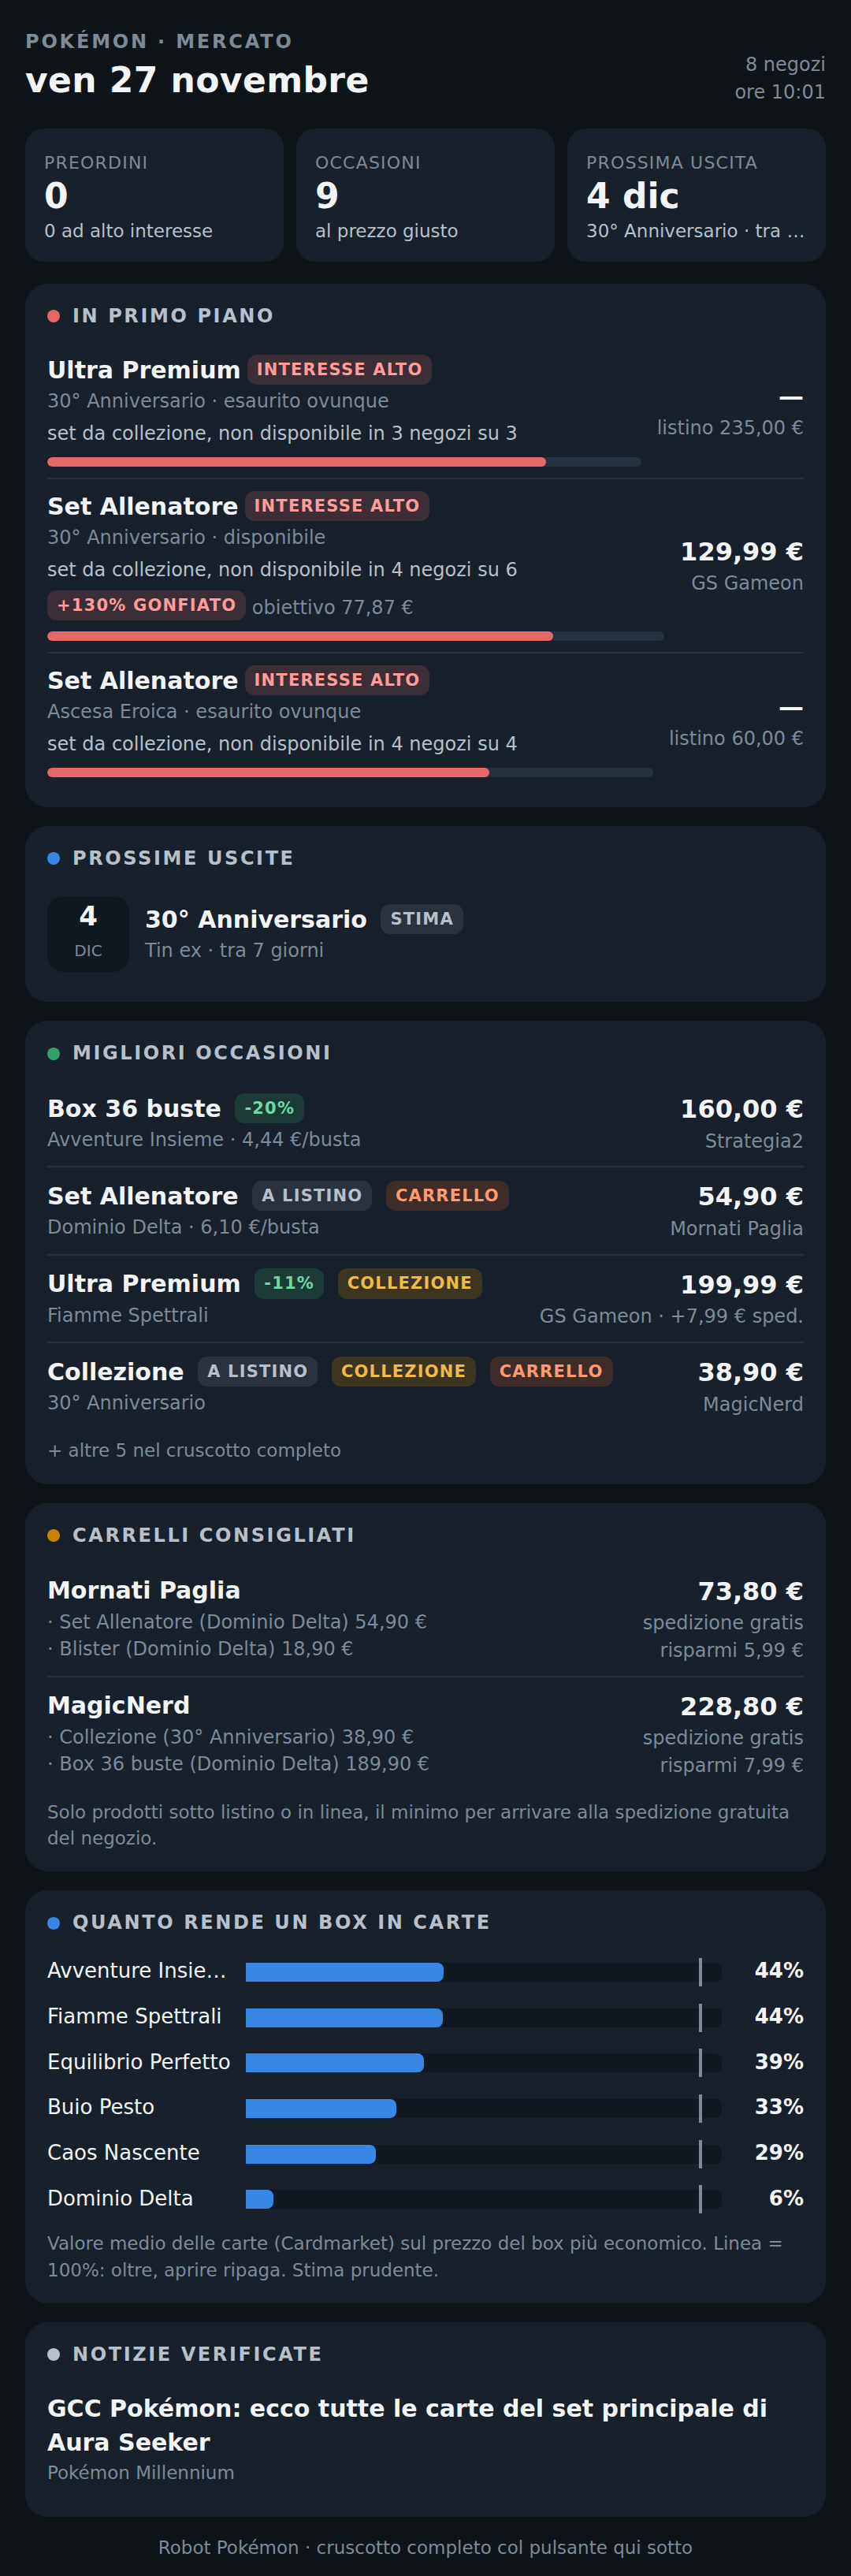 POKÉMON · MERCATO
ven 27 novembre
8 negozi
ore 10:01
PREORDINI
0
0 ad alto interesse
OCCASIONI
9
al prezzo giusto
PROSSIMA USCITA
4 dic
30° Anniversario · tra …
IN PRIMO PIANO
Ultra Premium INTERESSE ALTO
30° Anniversario · esaurito ovunque
set da collezione, non disponibile in 3 negozi su 3
—
listino 235,00 €
Set Allenatore INTERESSE ALTO
30° Anniversario · disponibile
set da collezione, non disponibile in 4 negozi su 6
+130% GONFIATO obiettivo 77,87 €
129,99 €
GS Gameon
Set Allenatore INTERESSE ALTO
Ascesa Eroica · esaurito ovunque
set da collezione, non disponibile in 4 negozi su 4
—
listino 60,00 €
PROSSIME USCITE
4
DIC
30° Anniversario STIMA
Tin ex · tra 7 giorni
MIGLIORI OCCASIONI
Box 36 buste -20%
Avventure Insieme · 4,44 €/busta
160,00 €
Strategia2
Set Allenatore A LISTINO CARRELLO
Dominio Delta · 6,10 €/busta
54,90 €
Mornati Paglia
Ultra Premium -11% COLLEZIONE
Fiamme Spettrali
199,99 €
GS Gameon · +7,99 € sped.
Collezione A LISTINO COLLEZIONE CARRELLO
30° Anniversario
38,90 €
MagicNerd
+ altre 5 nel cruscotto completo
CARRELLI CONSIGLIATI
Mornati Paglia
· Set Allenatore (Dominio Delta) 54,90 €
· Blister (Dominio Delta) 18,90 €
73,80 €
spedizione gratis
risparmi 5,99 €
MagicNerd
· Collezione (30° Anniversario) 38,90 €
· Box 36 buste (Dominio Delta) 189,90 €
228,80 €
spedizione gratis
risparmi 7,99 €
Solo prodotti sotto listino o in linea, il minimo per arrivare alla spedizione gratuita
del negozio.
QUANTO RENDE UN BOX IN CARTE
Avventure Insie… 44%
Fiamme Spettrali 44%
Equilibrio Perfetto 39%
Buio Pesto 33%
Caos Nascente 29%
Dominio Delta 6%
Valore medio delle carte (Cardmarket) sul prezzo del box più economico. Linea =
100%: oltre, aprire ripaga. Stima prudente.
NOTIZIE VERIFICATE
GCC Pokémon: ecco tutte le carte del set principale di
Aura Seeker
Pokémon Millennium
Robot Pokémon · cruscotto completo col pulsante qui sotto